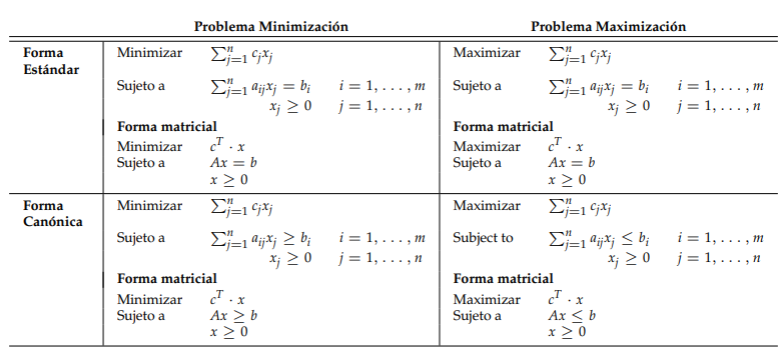 Problema Minimización Problema Maximización
Forma Estándar Minimizar ∑_{j=1}^{n} c_j x_j Maximizar ∑_{j=1}^{n} c_j x_j
Sujeto a ∑_{j=1}^{n} a_{ij} x_j = b_i i = 1, . . . , m Sujeto a ∑_{j=1}^{n} a_{ij} x_j = b_i i = 1, . . . , m
x_j ≥ 0 j = 1, . . . , n x_j ≥ 0 j = 1, . . . , n
Forma matricial Forma matricial
Minimizar c^T · x Maximizar c^T · x
Sujeto a Ax = b Sujeto a Ax = b
x ≥ 0 x ≥ 0
Forma Canónica Minimizar ∑_{j=1}^{n} c_j x_j Maximizar ∑_{j=1}^{n} c_j x_j
Sujeto a ∑_{j=1}^{n} a_{ij} x_j ≥ b_i i = 1, . . . , m Subject to ∑_{j=1}^{n} a_{ij} x_j ≤ b_i i = 1, . . . , m
x_j ≥ 0 j = 1, . . . , n x_j ≥ 0 j = 1, . . . , n
Forma matricial Forma matricial
Minimizar c^T · x Maximizar c^T · x
Sujeto a Ax ≥ b Sujeto a Ax ≤ b
x ≥ 0 x ≥ 0